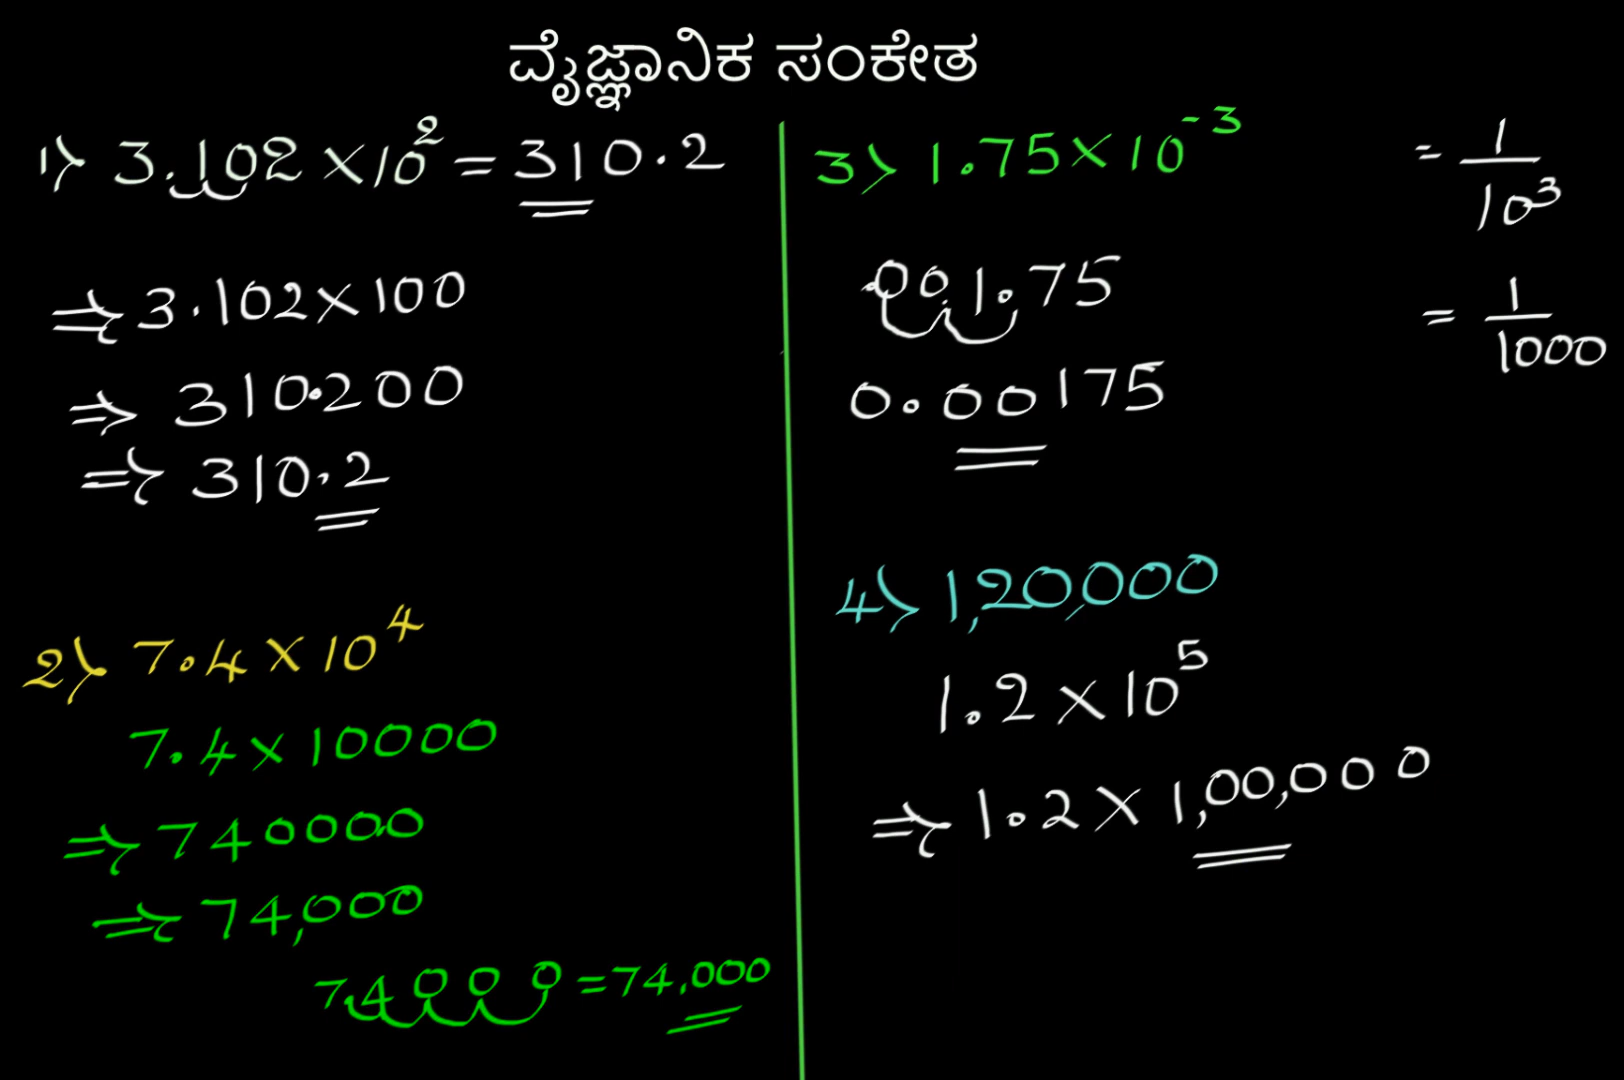 ವೈಜ್ಞಾನಿಕ ಸಂಕೇತ
1) 3.102 × 10² = 310.2
⇒ 3.102 × 100
⇒ 310.200
⇒ 310.2
2) 7.4 × 10⁴
7.4 × 10000
⇒ 740000
⇒ 74,000
7.4000 = 74,000
3) 1.75 × 10⁻³
.001.75
0.00175
= 1/10³
= 1/1000
4) 1,20,000
1.2 × 10⁵
⇒ 1.2 × 1,00,000